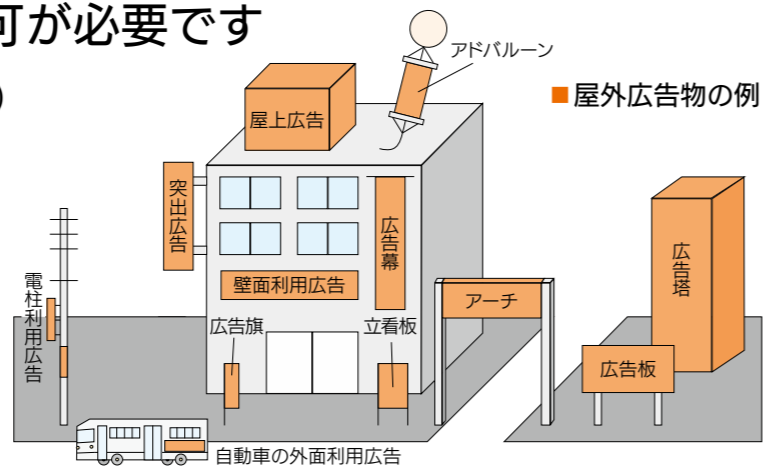 可が必要です
)
アドバルーン
■屋外広告物の例
屋上広告
突出広告
広告幕
広告塔
電柱利用広告
壁面利用広告
アーチ
広告旗
立看板
広告板
自動車の外面利用広告